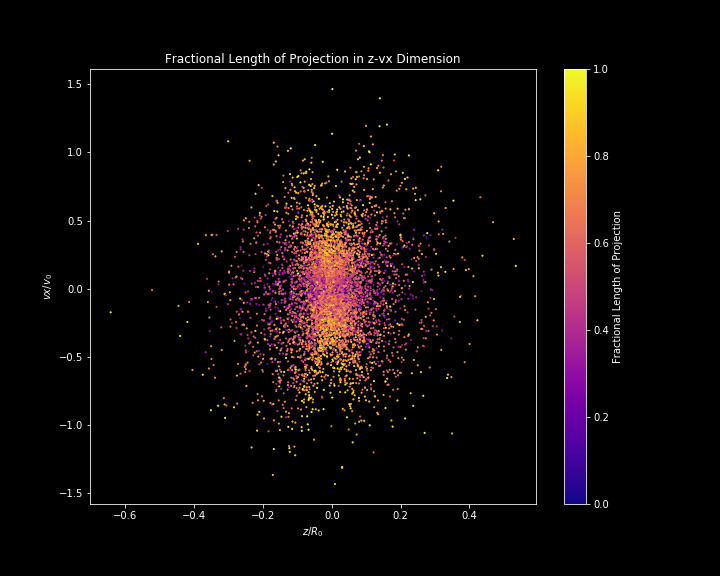 Fractional Length of Projection in z-vx Dimension
1.5
1.0
0.5
0.0
−0.5
−1.0
−1.5
vx/v₀
−0.6 −0.4 −0.2 0.0 0.2 0.4
z/R₀
1.0
0.8
0.6
0.4
0.2
0.0
Fractional Length of Projection